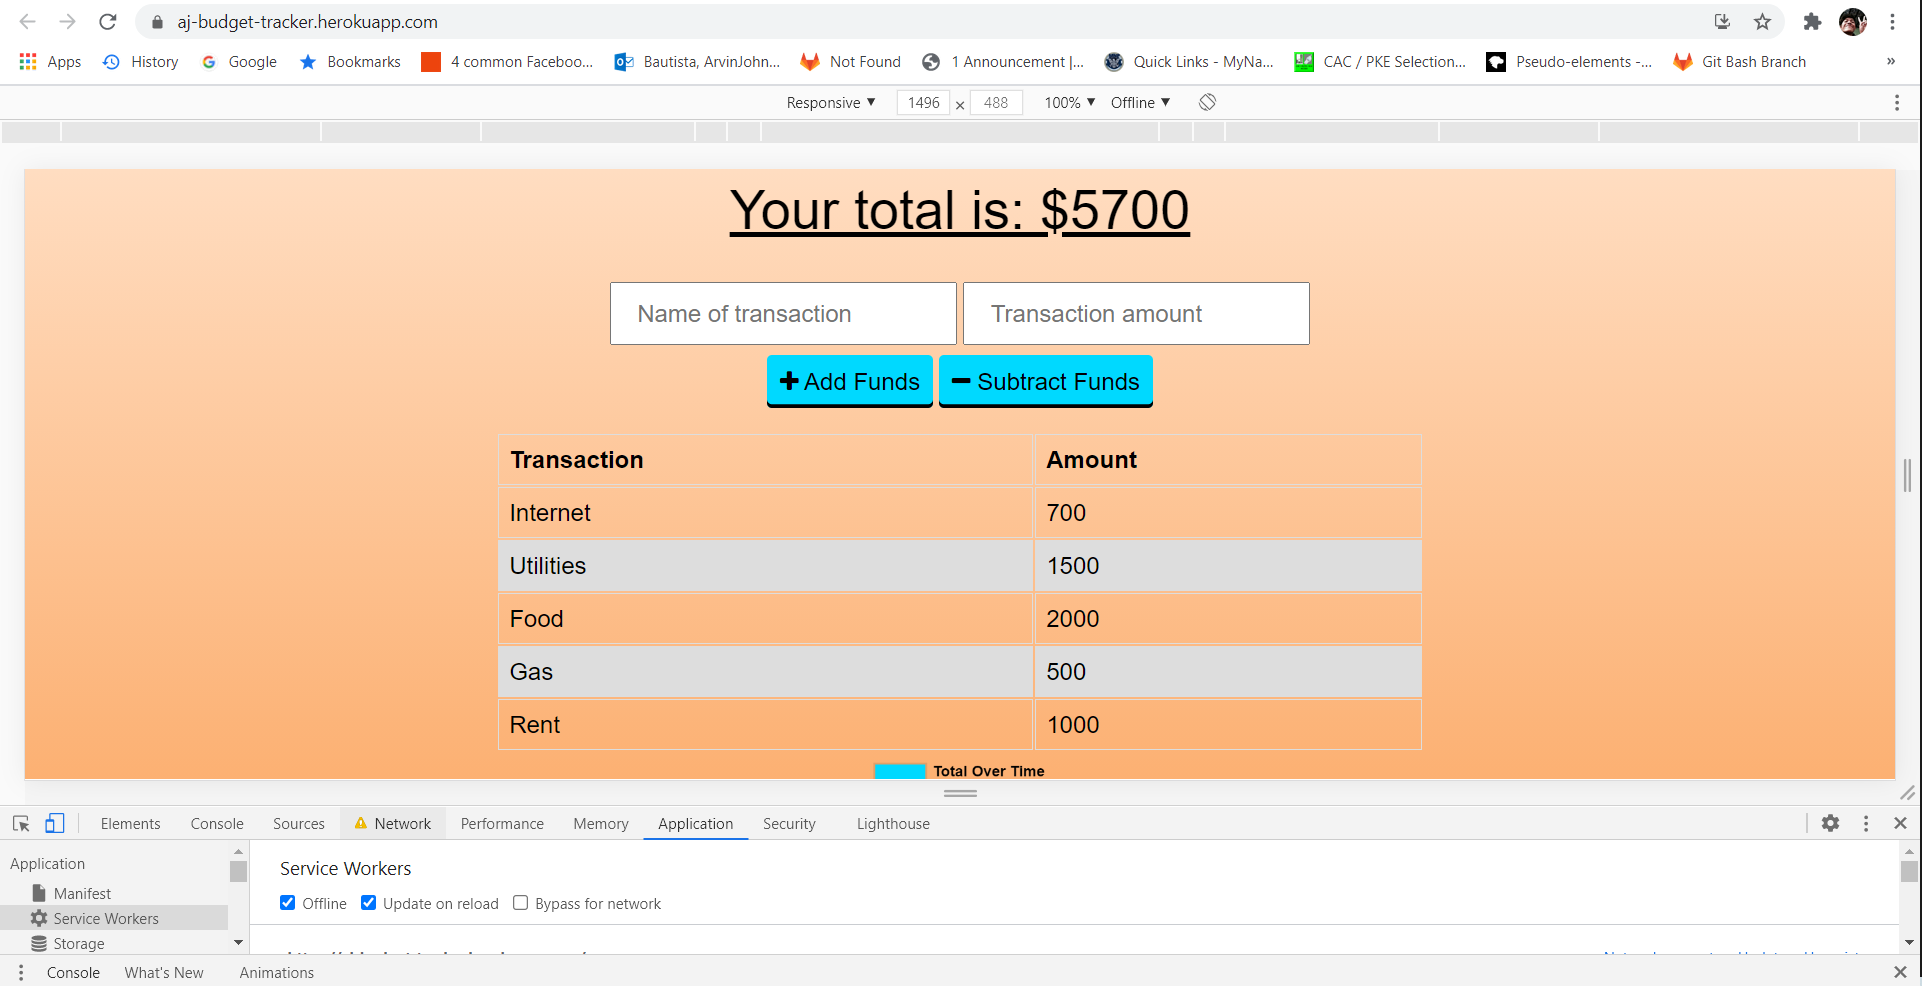 aj-budget-tracker.herokuapp.com
Apps History Google Bookmarks 4 common Faceboo... Bautista, ArvinJohn... Not Found 1 Announcement |... Quick Links - MyNa... CAC / PKE Selection... Pseudo-elements -... Git Bash Branch »
Responsive ▼ 1496 × 488 100% ▼ Offline ▼
Your total is: $5700
Name of transaction Transaction amount
Add Funds Subtract Funds
Transaction Amount
Internet 700
Utilities 1500
Food 2000
Gas 500
Rent 1000
Total Over Time
Elements Console Sources Network Performance Memory Application Security Lighthouse
Application
Manifest
Service Workers
Storage
Service Workers
Offline Update on reload Bypass for network
Console What's New Animations